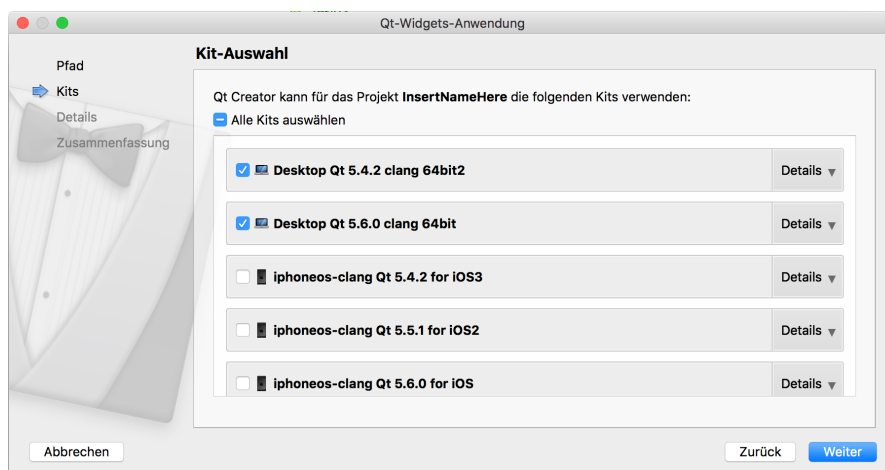 Qt-Widgets-Anwendung
Kit-Auswahl
Pfad
Kits
Details
Zusammenfassung
Qt Creator kann für das Projekt InsertNameHere die folgenden Kits verwenden:
Alle Kits auswählen
Desktop Qt 5.4.2 clang 64bit2 Details
Desktop Qt 5.6.0 clang 64bit Details
iphoneos-clang Qt 5.4.2 for iOS3 Details
iphoneos-clang Qt 5.5.1 for iOS2 Details
iphoneos-clang Qt 5.6.0 for iOS Details
Abbrechen Zurück Weiter